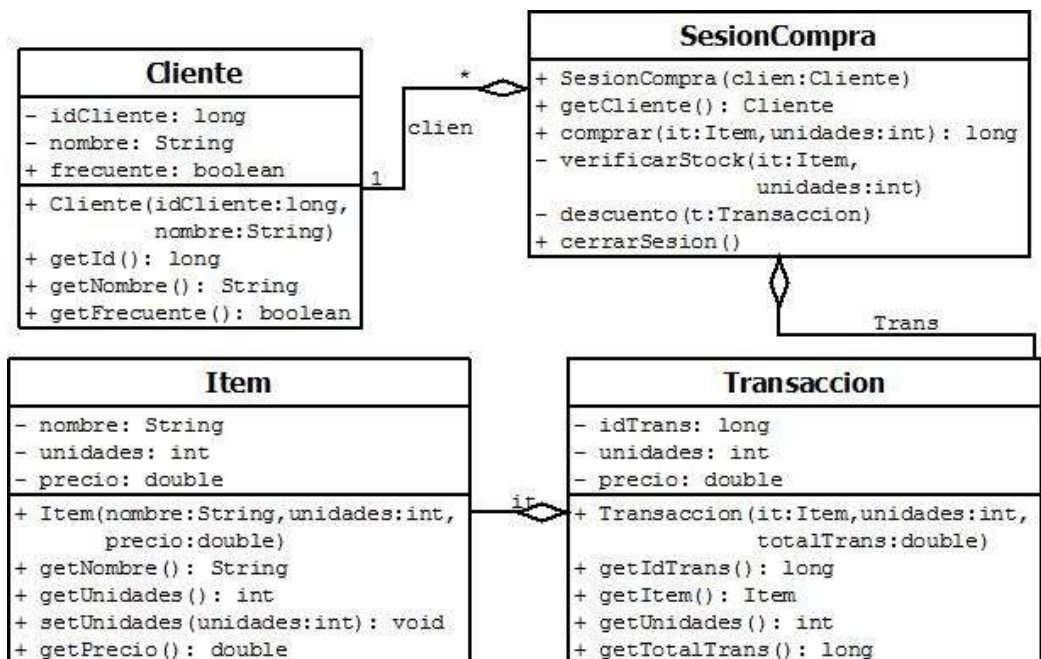 Cliente
- idCliente: long
- nombre: String
+ frecuente: boolean
+ Cliente(idCliente:long,
nombre:String)
+ getId(): long
+ getNombre(): String
+ getFrecuente(): boolean
1
clien
*
SesionCompra
+ SesionCompra(clien:Cliente)
+ getCliente(): Cliente
+ comprar(it:Item,unidades:int): long
- verificarStock(it:Item,
unidades:int)
- descuento(t:Transaccion)
+ cerrarSesion()
Trans
Item
- nombre: String
- unidades: int
- precio: double
+ Item(nombre:String,unidades:int,
precio:double)
+ getNombre(): String
+ getUnidades(): int
+ setUnidades(unidades:int): void
+ getPrecio(): double
it
Transaccion
- idTrans: long
- unidades: int
- precio: double
+ Transaccion(it:Item,unidades:int,
totalTrans:double)
+ getIdTrans(): long
+ getItem(): Item
+ getUnidades(): int
+ getTotalTrans(): long